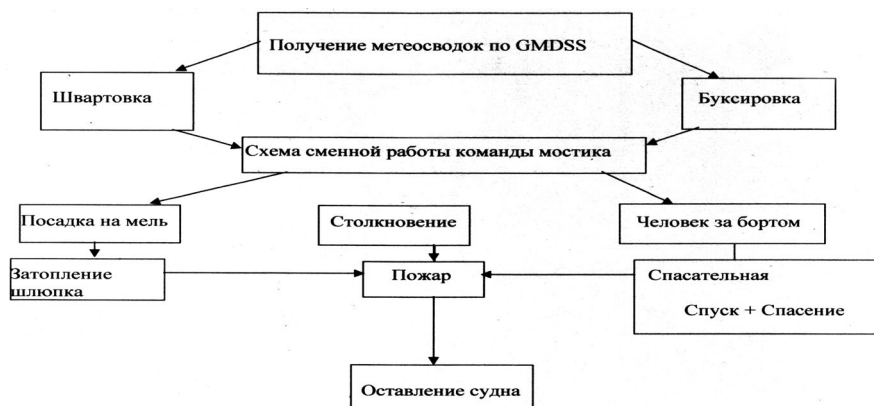 Получение метеосводок по GMDSS
Швартовка
Буксировка
Схема сменной работы команды мостика
Посадка на мель
Столкновение
Человек за бортом
Затопление
шлюпка
Пожар
Спасательная
Спуск + Спасение
Оставление судна